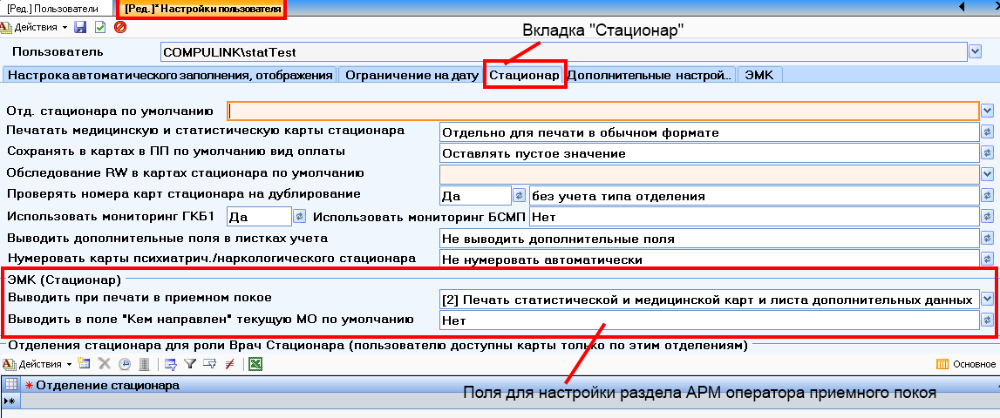 [Ред.] Пользователи [Ред.]* Настройки пользователя
Действия
Вкладка "Стационар"
Пользователь COMPULINK\statTest
Настрока автоматического заполнения, отображения Ограничение на дату Стационар Дополнительные настрой... ЭМК
Отд. стационара по умолчанию
Печатать медицинскую и статистическую карты стационара Отдельно для печати в обычном формате
Сохранять в картах в ПП по умолчанию вид оплаты Оставлять пустое значение
Обследование RW в картах стационара по умолчанию
Проверять номера карт стационара на дублирование Да без учета типа отделения
Использовать мониторинг ГКБ1 Да Использовать мониторинг БСМП Нет
Выводить дополнительные поля в листках учета Не выводить дополнительные поля
Нумеровать карты психиатрич./наркологического стационара Не нумеровать автоматически
ЭМК (Стационар)
Выводить при печати в приемном покое [2] Печать статистической и медицинской карт и листа дополнительных данных
Выводить в поле "Кем направлен" текущую МО по умолчанию Нет
Отделения стационара для роли Врач Стационара (пользователю доступны карты только по этим отделениям)
Действия Основное
Отделение стационара
Поля для настройки раздела АРМ оператора приемного покоя